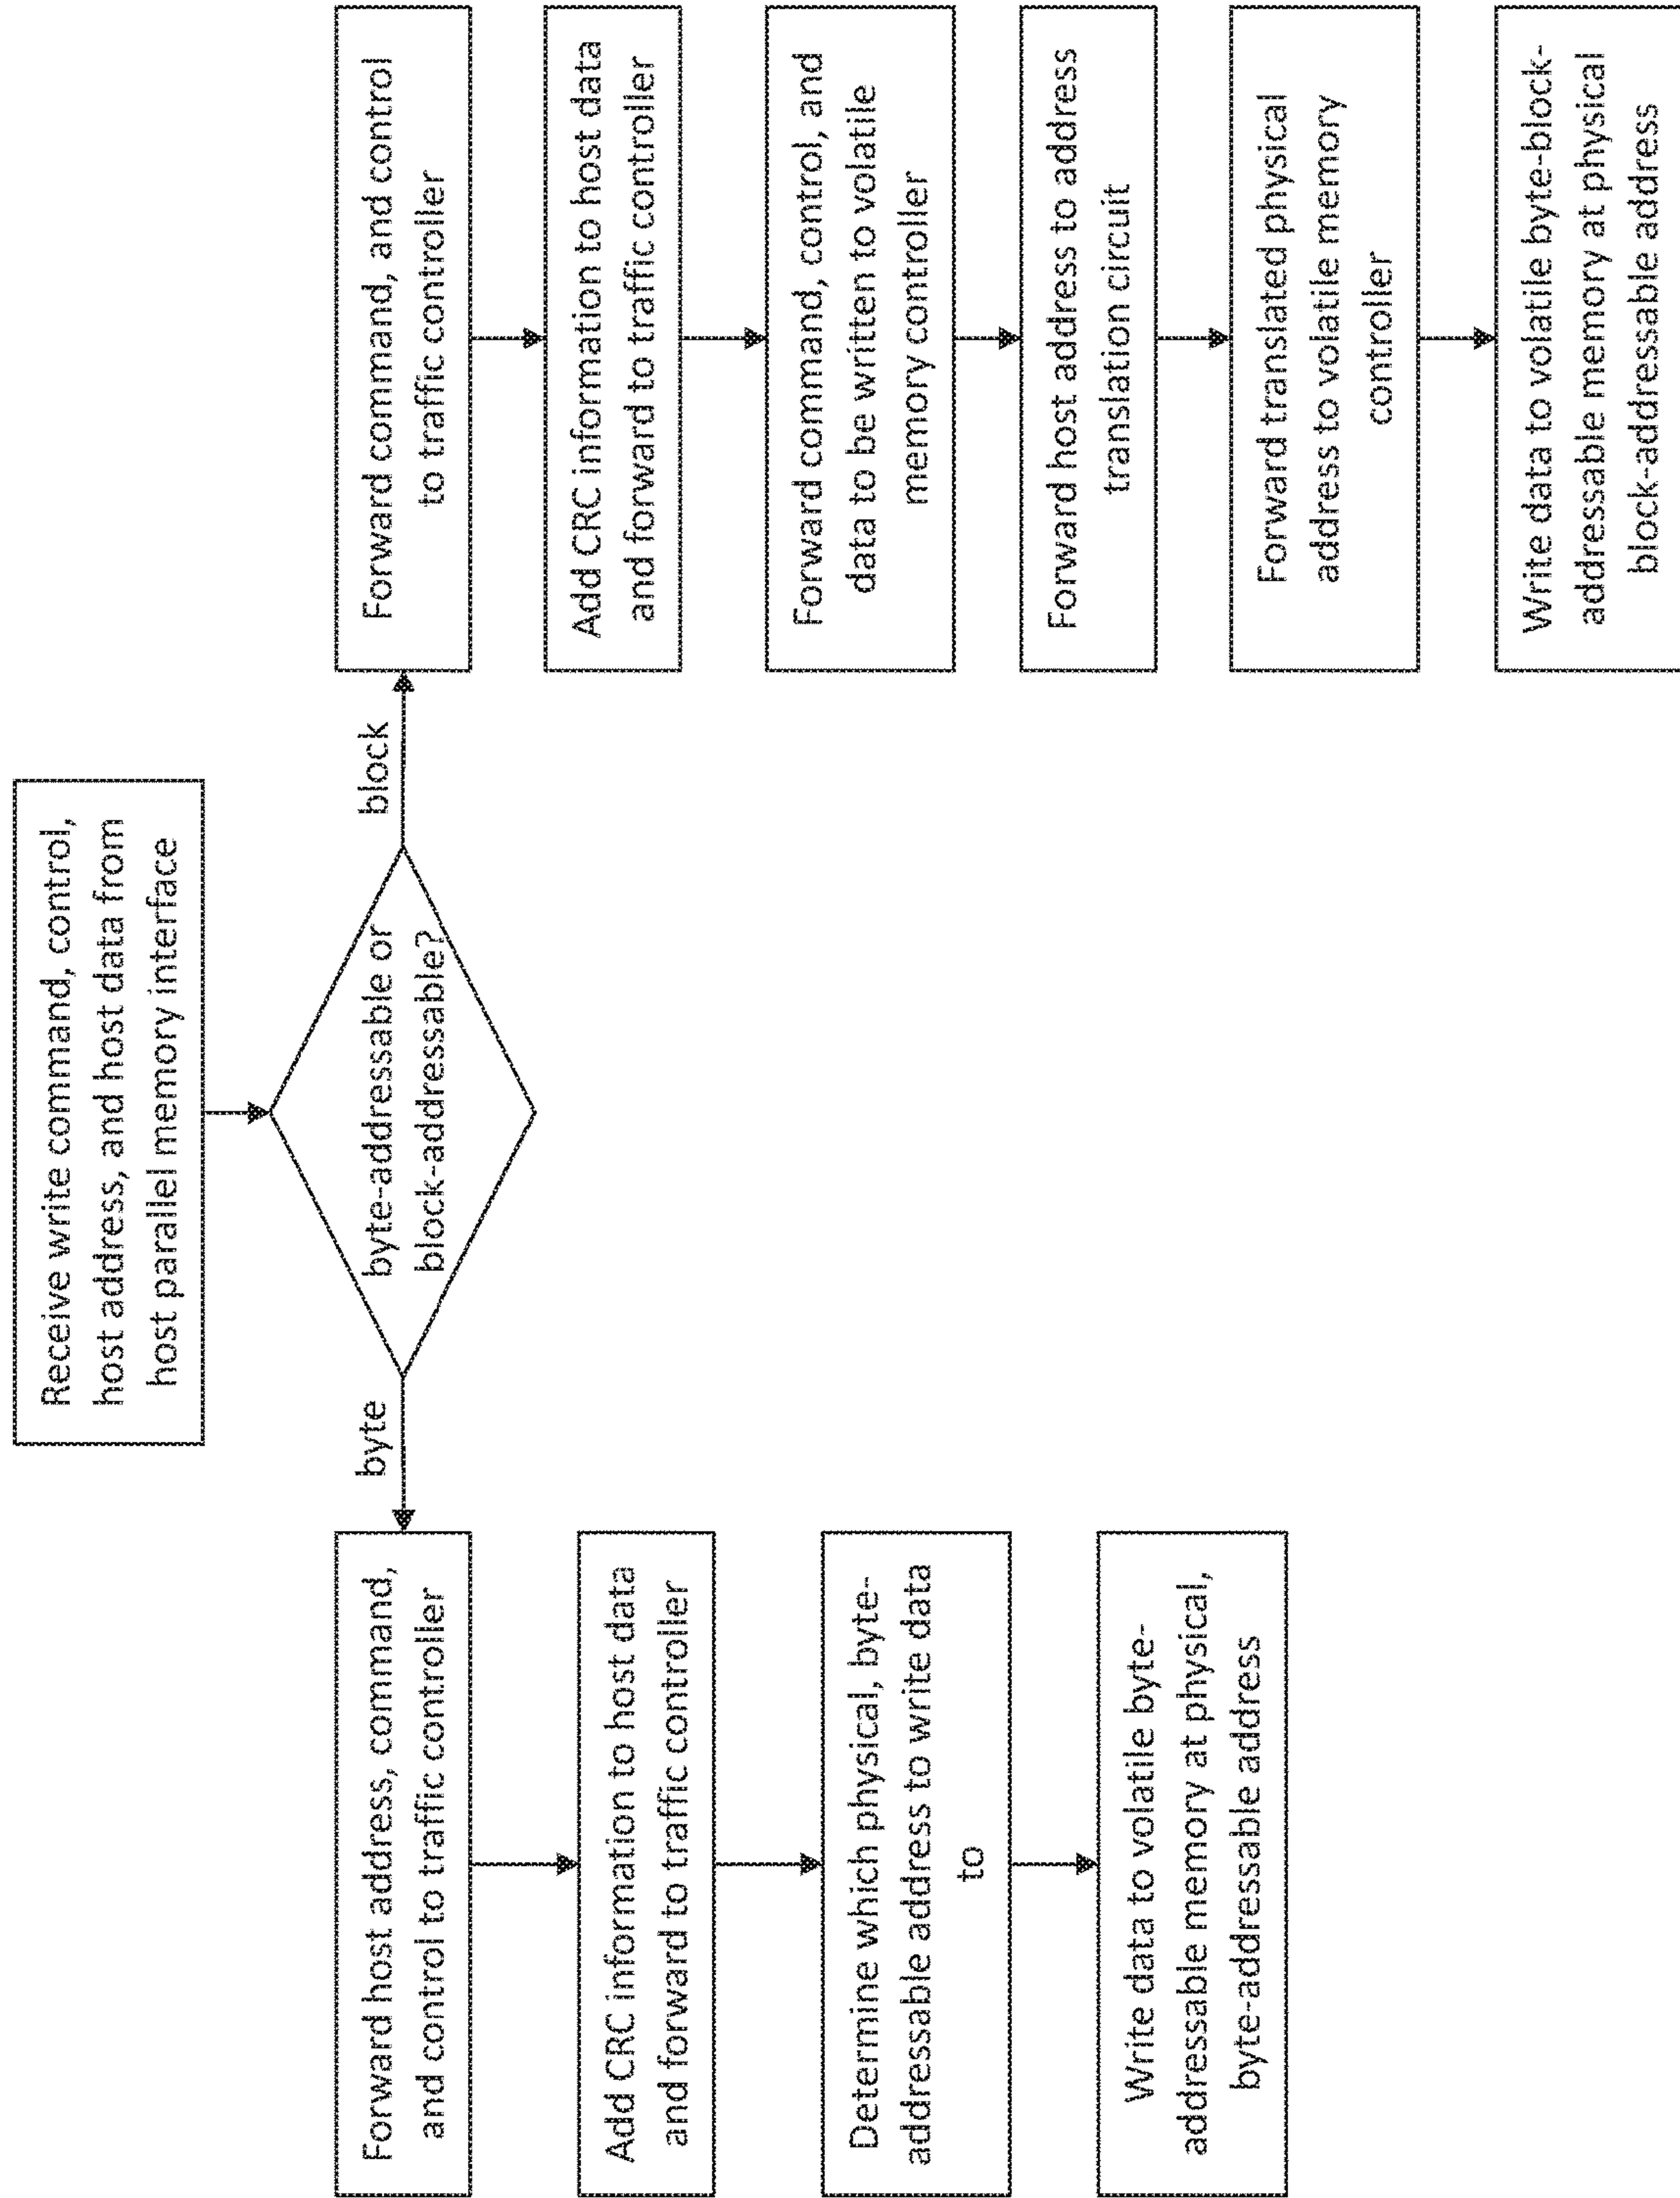 Receive write command, control,
host address, and host data from
host parallel memory interface
byte-addressable or
block-addressable?
byte
block
Forward host address, command,
and control to traffic controller
Add CRC information to host data
and forward to traffic controller
Determine which physical, byte-
addressable address to write data
to
Write data to volatile byte-
addressable memory at physical,
byte-addressable address
Forward command, and control
to traffic controller
Add CRC information to host data
and forward to traffic controller
Forward command, control, and
data to be written to volatile
memory controller
Forward host address to address
translation circuit
Forward translated physical
address to volatile memory
controller
Write data to volatile byte-block-
addressable memory at physical
block-addressable address